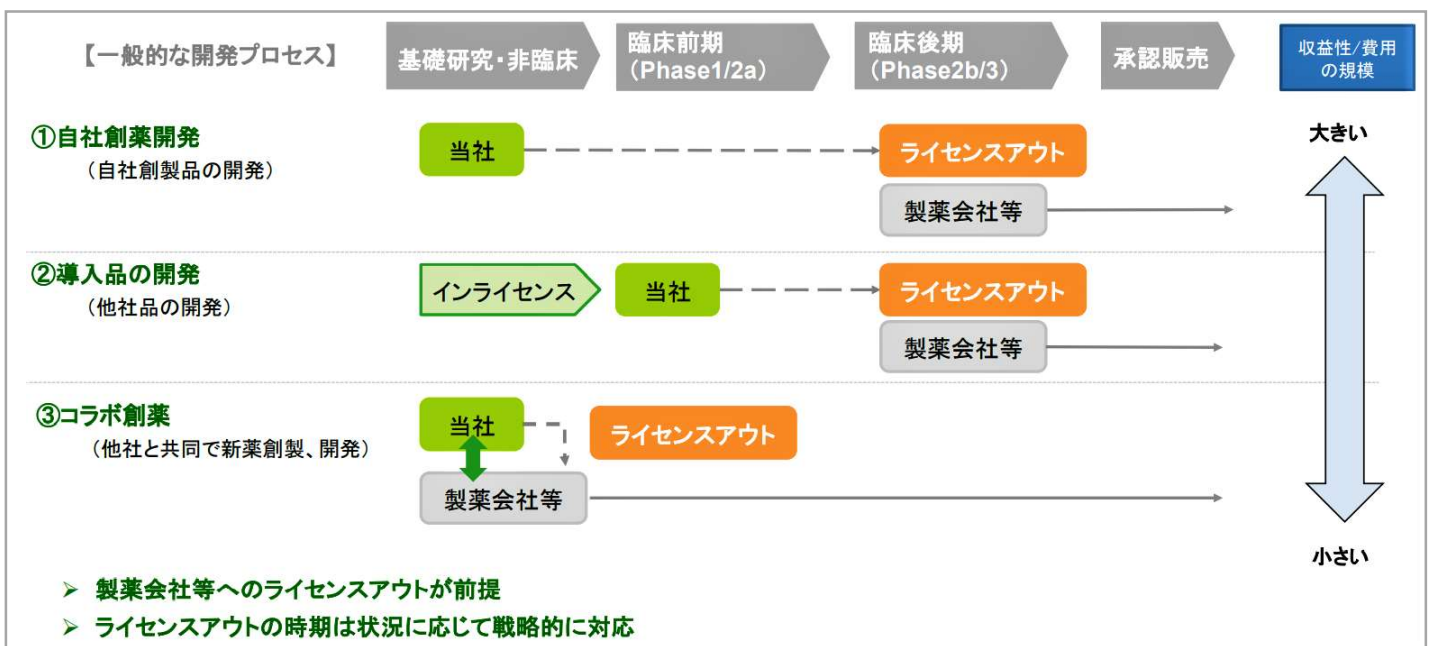 【一般的な開発プロセス】
基礎研究・非臨床
臨床前期
（Phase1/2a）
臨床後期
（Phase2b/3）
承認販売
収益性/費用
の規模
①自社創薬開発
（自社創製品の開発）
当社
ライセンスアウト
製薬会社等
大きい
②導入品の開発
（他社品の開発）
インライセンス
当社
ライセンスアウト
製薬会社等
③コラボ創薬
（他社と共同で新薬創製、開発）
当社
ライセンスアウト
製薬会社等
小さい
➢ 製薬会社等へのライセンスアウトが前提
➢ ライセンスアウトの時期は状況に応じて戦略的に対応